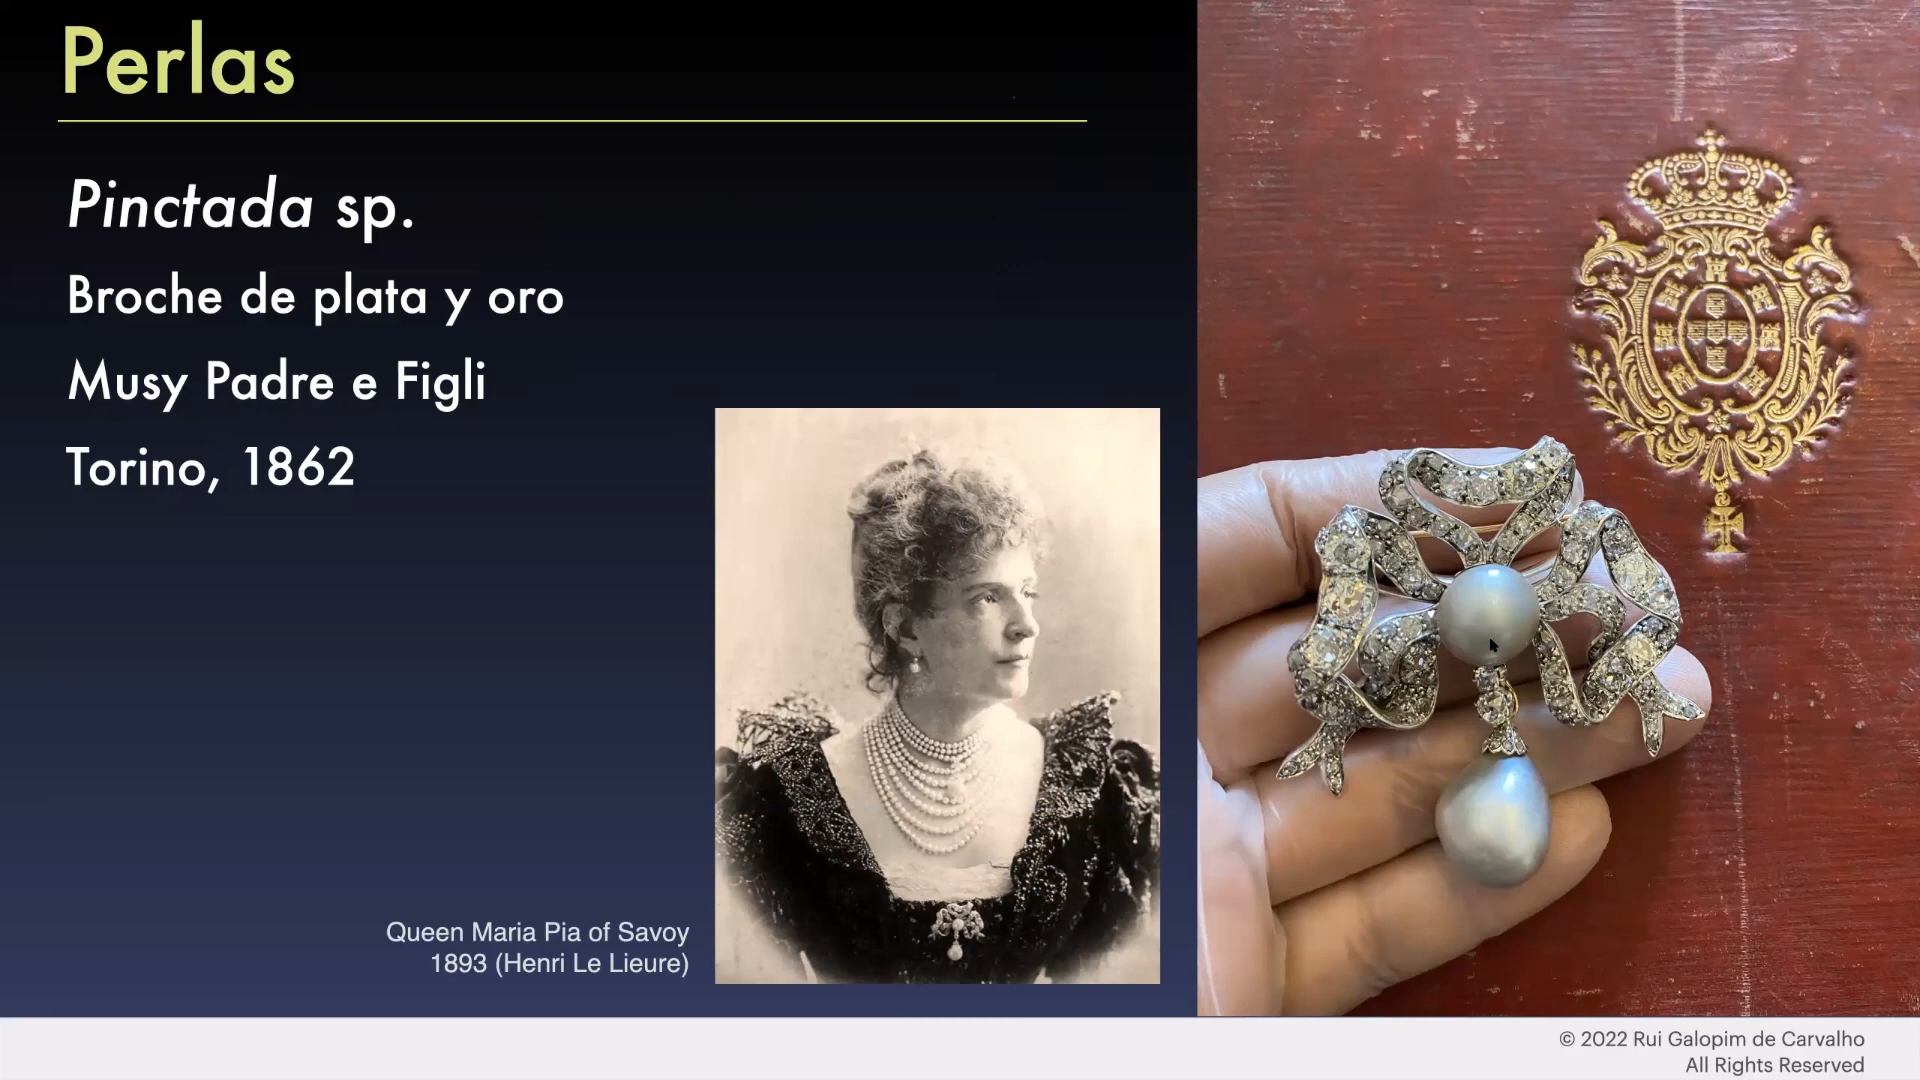 Perlas
Pinctada sp.
Broche de plata y oro
Musy Padre e Figli
Torino, 1862
Queen Maria Pia of Savoy
1893 (Henri Le Lieure)
© 2022 Rui Galopim de Carvalho
All Rights Reserved